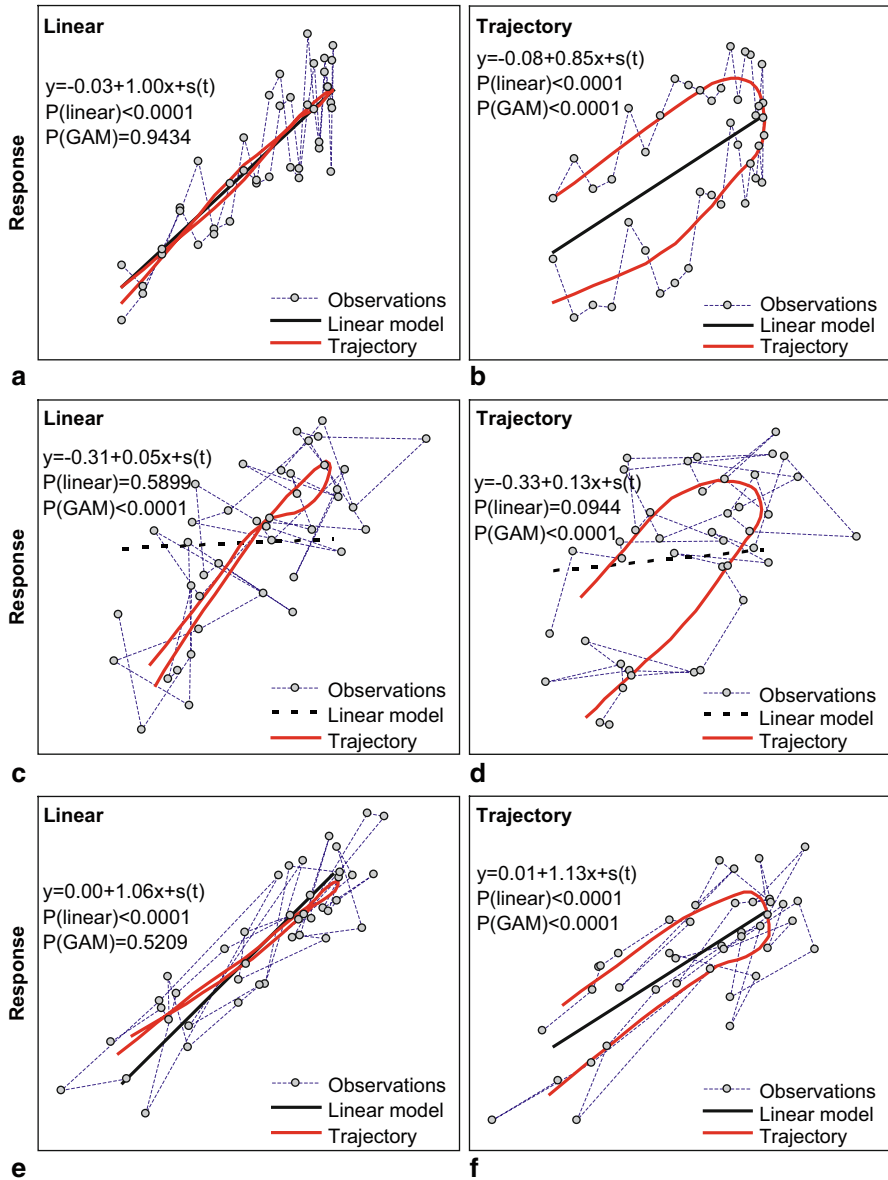 Linear
y=-0.03+1.00x+s(t)
P(linear)<0.0001
P(GAM)=0.9434
Response
Observations
Linear model
Trajectory
a
Trajectory
y=-0.08+0.85x+s(t)
P(linear)<0.0001
P(GAM)<0.0001
Observations
Linear model
Trajectory
b
Linear
y=-0.31+0.05x+s(t)
P(linear)=0.5899
P(GAM)<0.0001
Response
Observations
Linear model
Trajectory
c
Trajectory
y=-0.33+0.13x+s(t)
P(linear)=0.0944
P(GAM)<0.0001
Observations
Linear model
Trajectory
d
Linear
y=0.00+1.06x+s(t)
P(linear)<0.0001
P(GAM)=0.5209
Response
Observations
Linear model
Trajectory
e
Trajectory
y=0.01+1.13x+s(t)
P(linear)<0.0001
P(GAM)<0.0001
Observations
Linear model
Trajectory
f